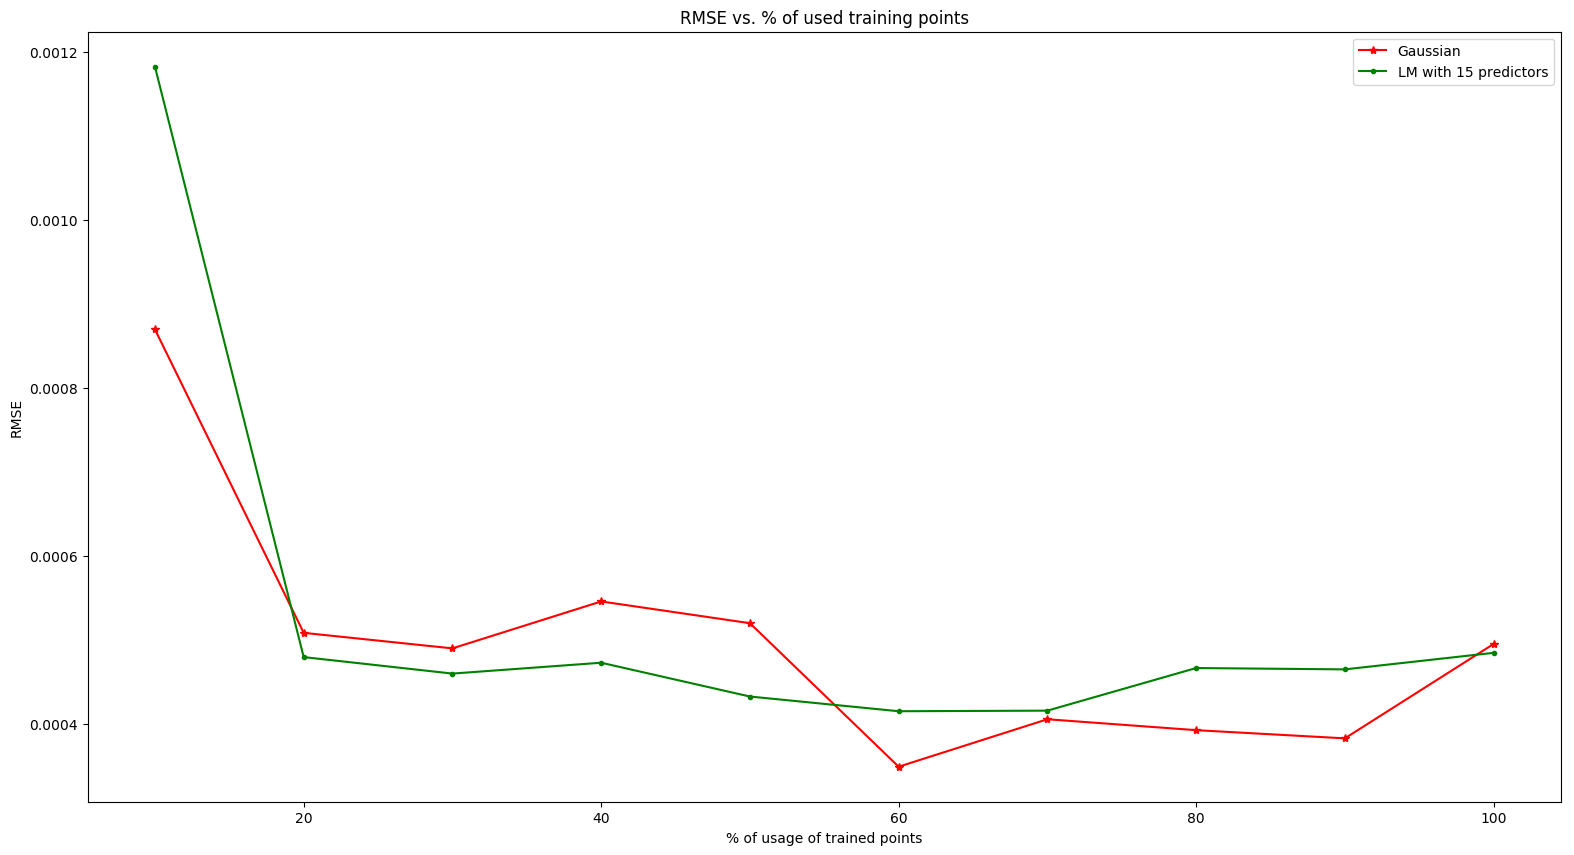 RMSE vs. % of used training points
Gaussian
LM with 15 predictors
0.0012
0.0010
0.0008
0.0006
0.0004
RMSE
20
40
60
80
100
% of usage of trained points